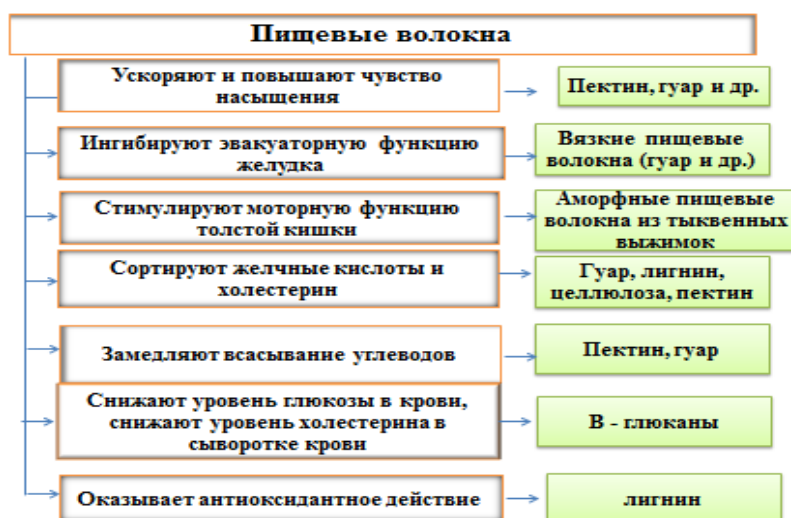 Пищевые волокна
Ускоряют и повышают чувство
насыщения
Пектин, гуар и др.
Ингибируют эвакуаторную функцию
желудка
Вязкие пищевые
волокна (гуар и др.)
Стимулируют моторную функцию
толстой кишки
Аморфные пищевые
волокна из тыквенных
выжимок
Сортируют желчные кислоты и
холестерин
Гуар, лигнин,
целлюлоза, пектин
Замедляют всасывание углеводов
Пектин, гуар
Снижают уровень глюкозы в крови,
снижают уровень холестерина в
сыворотке крови
В - глюканы
Оказывает антиоксидантное действие
лигнин